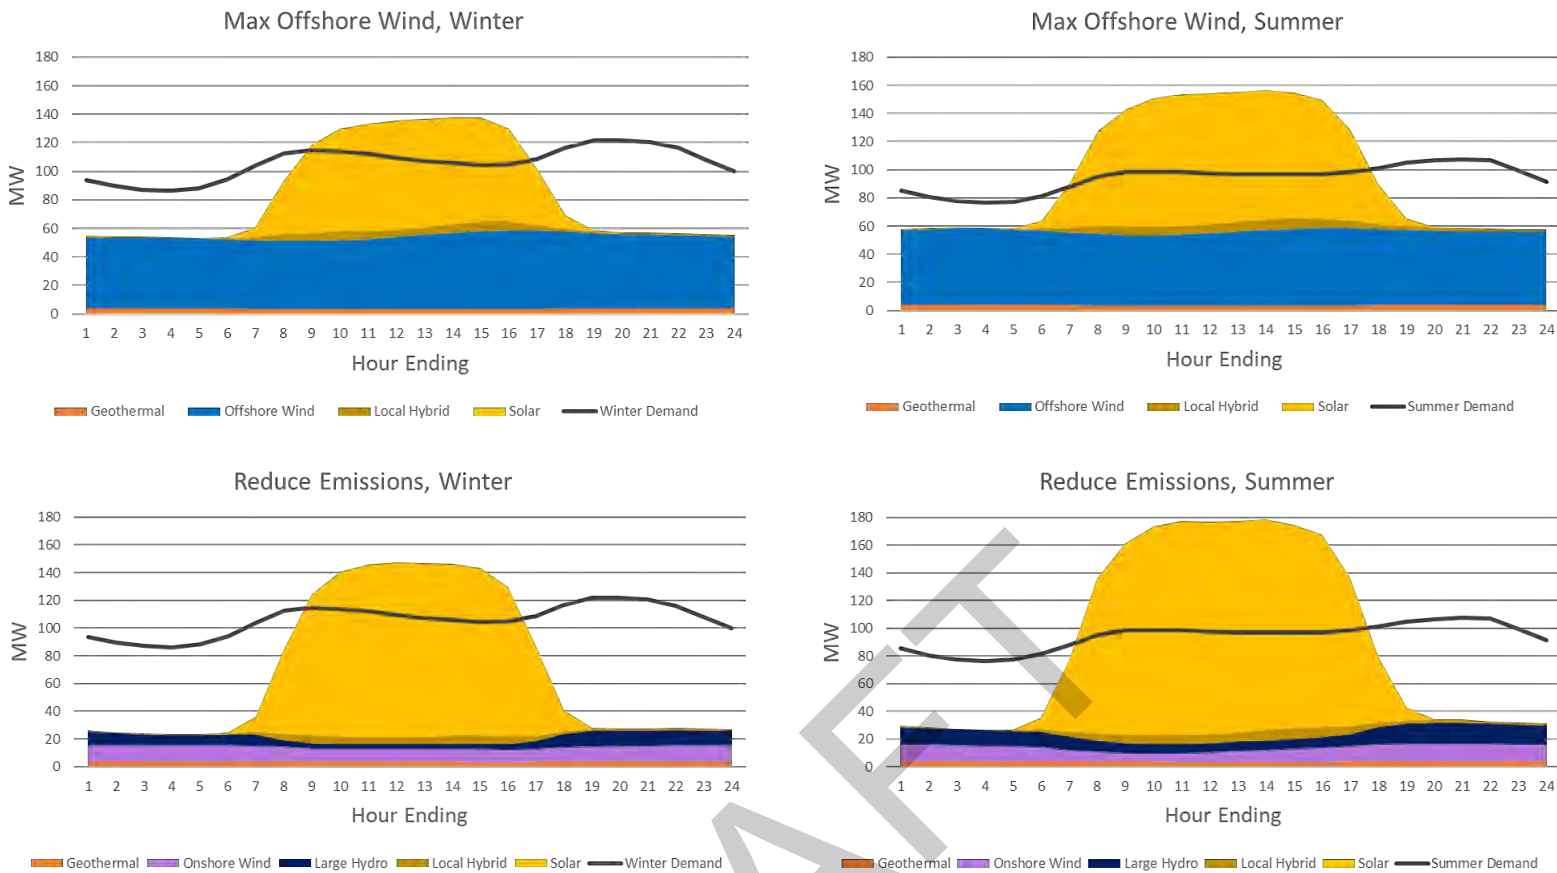 Max Offshore Wind, Winter
180
160
140
120
100
80
60
40
20
0
MW
1 2 3 4 5 6 7 8 9 10 11 12 13 14 15 16 17 18 19 20 21 22 23 24
Hour Ending
Geothermal Offshore Wind Local Hybrid Solar Winter Demand
Max Offshore Wind, Summer
180
160
140
120
100
80
60
40
20
0
MW
1 2 3 4 5 6 7 8 9 10 11 12 13 14 15 16 17 18 19 20 21 22 23 24
Hour Ending
Geothermal Offshore Wind Local Hybrid Solar Summer Demand
Reduce Emissions, Winter
180
160
140
120
100
80
60
40
20
0
MW
1 2 3 4 5 6 7 8 9 10 11 12 13 14 15 16 17 18 19 20 21 22 23 24
Hour Ending
Geothermal Onshore Wind Large Hydro Local Hybrid Solar Winter Demand
Reduce Emissions, Summer
180
160
140
120
100
80
60
40
20
0
MW
1 2 3 4 5 6 7 8 9 10 11 12 13 14 15 16 17 18 19 20 21 22 23 24
Hour Ending
Geothermal Onshore Wind Large Hydro Local Hybrid Solar Summer Demand
AFT